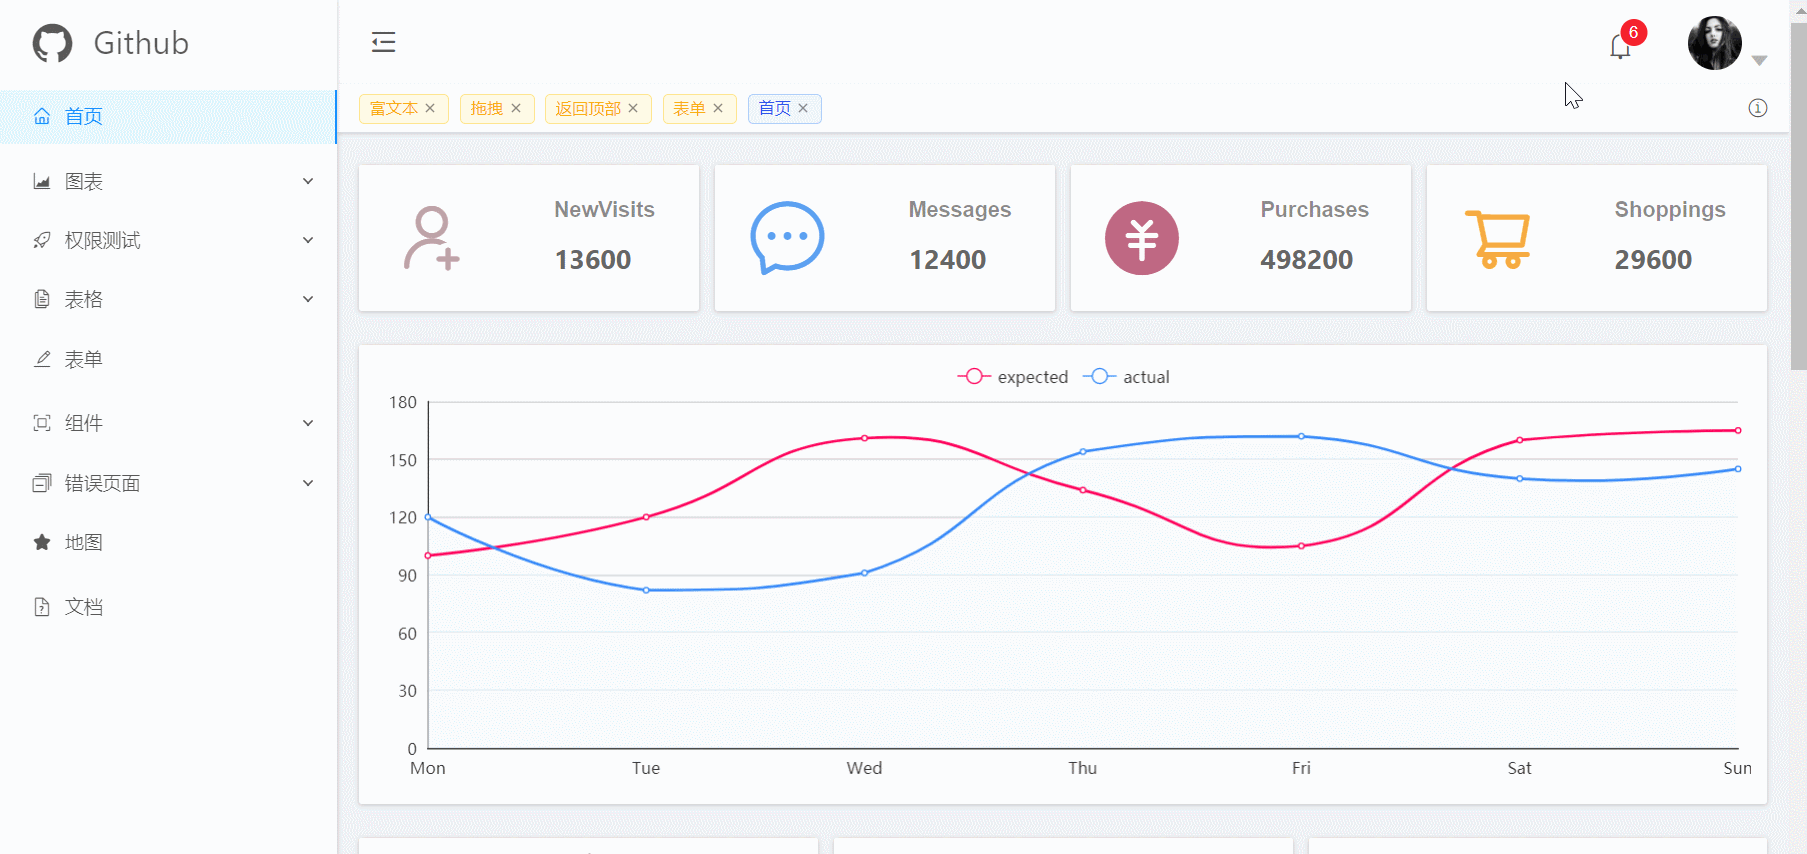 Github
首页
图表
权限测试
表格
表单
组件
错误页面
地图
文档
6
富文本 拖拽 返回顶部 表单 首页
NewVisits
13600
Messages
12400
Purchases
498200
Shoppings
29600
expected actual
180
150
120
90
60
30
0
Mon Tue Wed Thu Fri Sat Sun